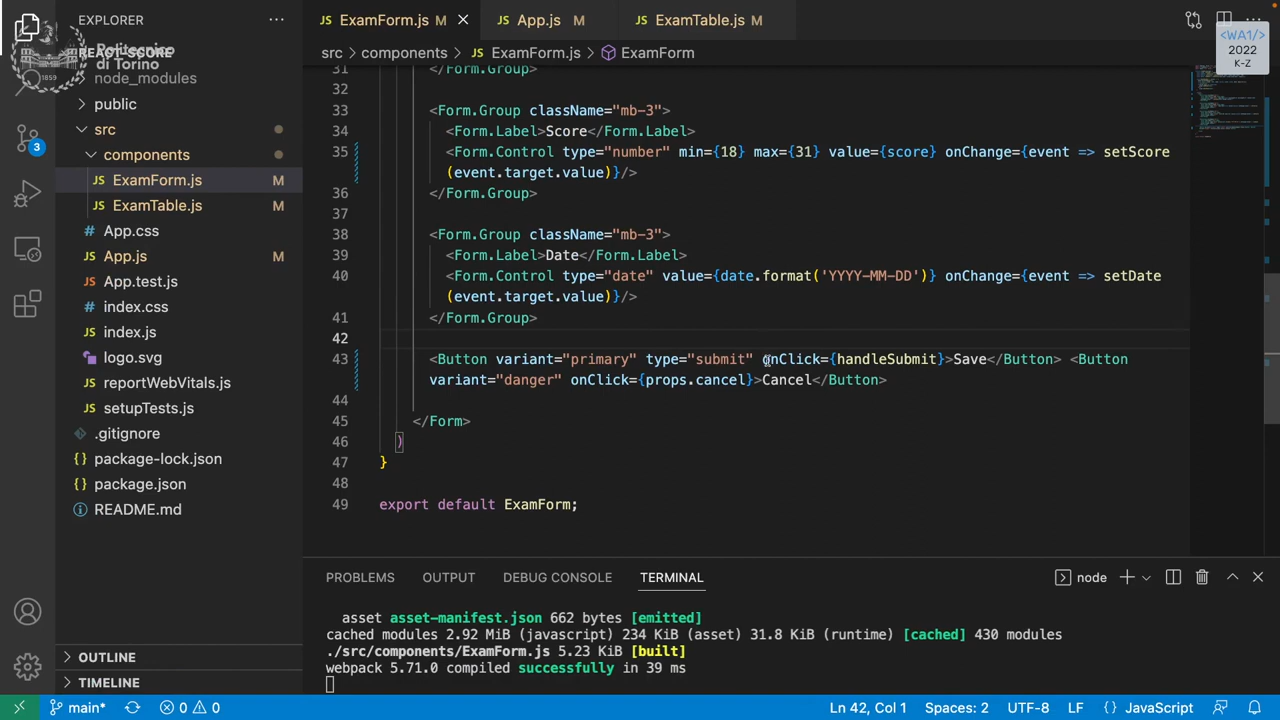 EXPLORER
ExamForm.js M
App.js M
ExamTable.js M
<WA1/>
2022
K-Z
Politecnico
di Torino
1859
REACT-SCORE
node_modules
public
src
components
ExamForm.js M
ExamTable.js M
App.css
App.js M
App.test.js
index.css
index.js
logo.svg
reportWebVitals.js
setupTests.js
.gitignore
package-lock.json
package.json
README.md
OUTLINE
TIMELINE
3
src > components > JS ExamForm.js > ExamForm
31 </Form.Group>
32
33 <Form.Group className="mb-3">
34 <Form.Label>Score</Form.Label>
35 <Form.Control type="number" min={18} max={31} value={score} onChange={event => setScore
(event.target.value)}/>
36 </Form.Group>
37
38 <Form.Group className="mb-3">
39 <Form.Label>Date</Form.Label>
40 <Form.Control type="date" value={date.format('YYYY-MM-DD')} onChange={event => setDate
(event.target.value)}/>
41 </Form.Group>
42
43 <Button variant="primary" type="submit" onClick={handleSubmit}>Save</Button> <Button
variant="danger" onClick={props.cancel}>Cancel</Button>
44
45 </Form>
46 )
47 }
48
49 export default ExamForm;
PROBLEMS OUTPUT DEBUG CONSOLE TERMINAL node
asset asset-manifest.json 662 bytes [emitted]
cached modules 2.92 MiB (javascript) 234 KiB (asset) 31.8 KiB (runtime) [cached] 430 modules
./src/components/ExamForm.js 5.23 KiB [built]
webpack 5.71.0 compiled successfully in 39 ms
main* 0 0 Ln 42, Col 1 Spaces: 2 UTF-8 LF {} JavaScript